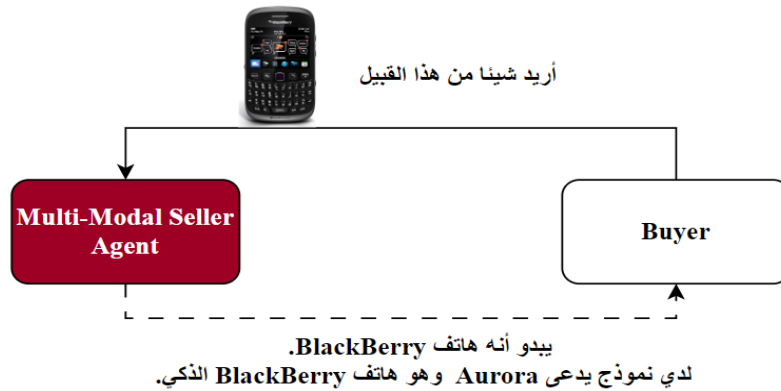 أريد شيئا من هذا القبيل
Multi-Modal Seller
Agent
Buyer
يبدو أنه هاتف BlackBerry.
لدي نموذج يدعى Aurora وهو هاتف BlackBerry الذكي.